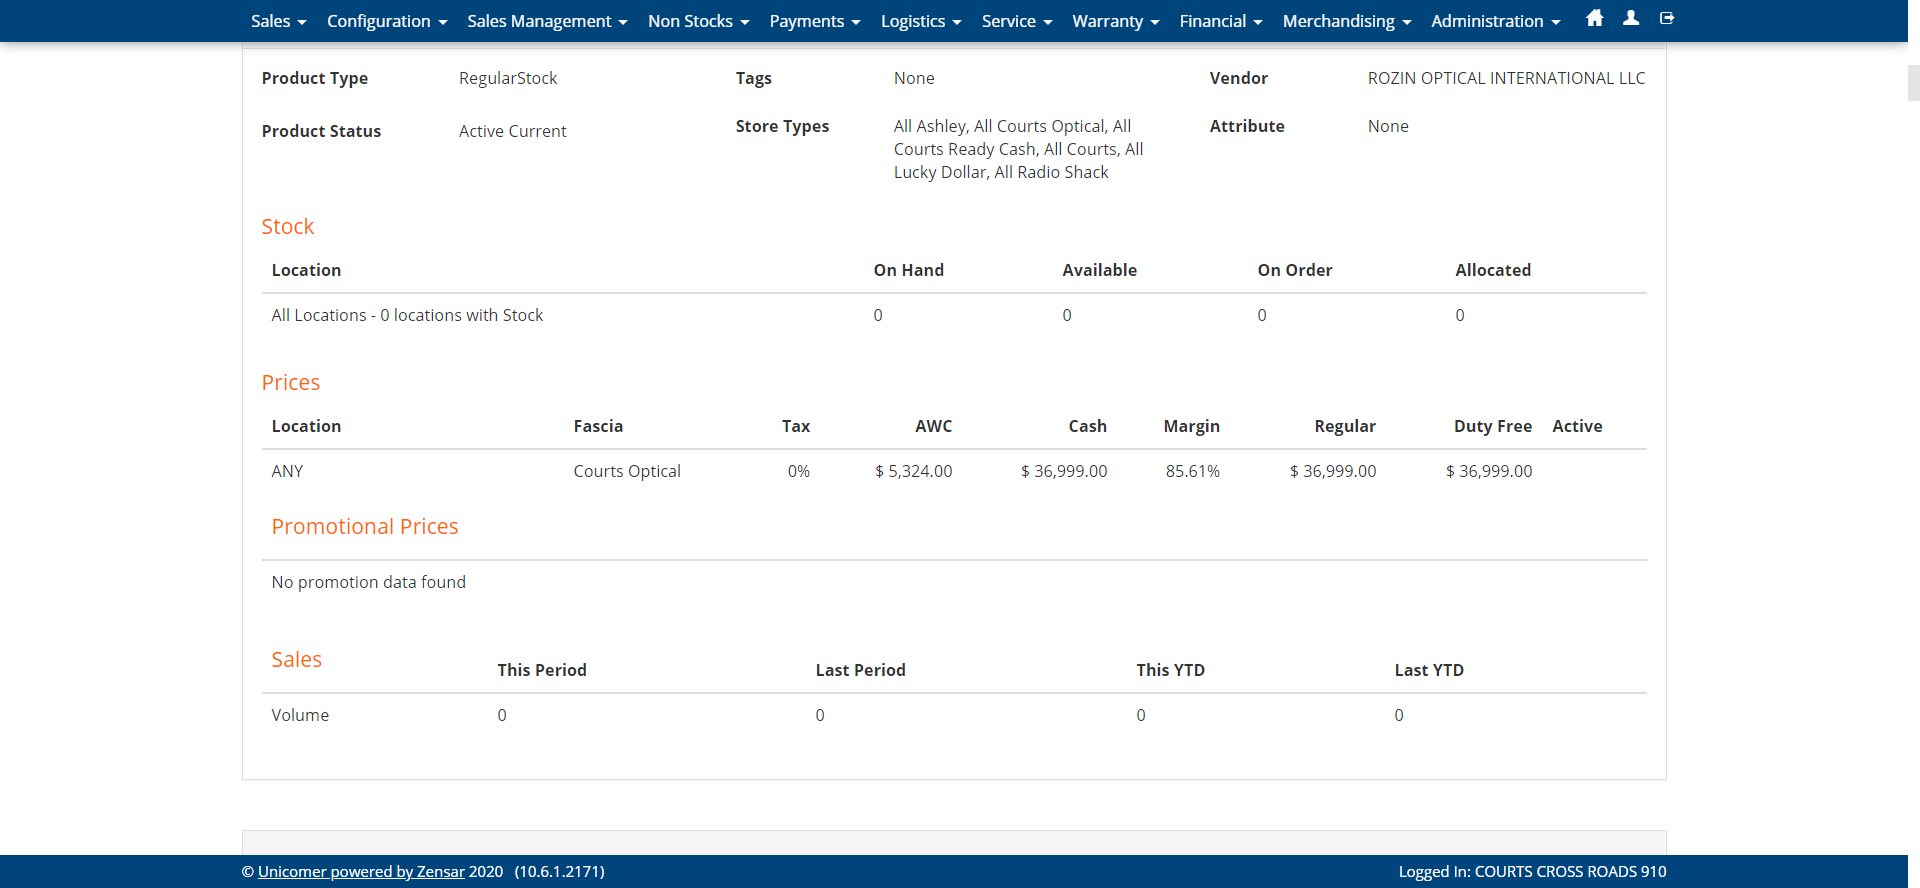 Sales Configuration Sales Management Non Stocks Payments Logistics Service Warranty Financial Merchandising Administration
Product Type RegularStock Tags None Vendor ROZIN OPTICAL INTERNATIONAL LLC
Product Status Active Current Store Types All Ashley, All Courts Optical, All Attribute None
Courts Ready Cash, All Courts, All
Lucky Dollar, All Radio Shack
Stock
Location On Hand Available On Order Allocated
All Locations - 0 locations with Stock 0 0 0 0
Prices
Location Fascia Tax AWC Cash Margin Regular Duty Free Active
ANY Courts Optical 0% $ 5,324.00 $ 36,999.00 85.61% $ 36,999.00 $ 36,999.00
Promotional Prices
No promotion data found
Sales This Period Last Period This YTD Last YTD
Volume 0 0 0 0
© Unicomer powered by Zensar 2020 (10.6.1.2171) Logged In: COURTS CROSS ROADS 910